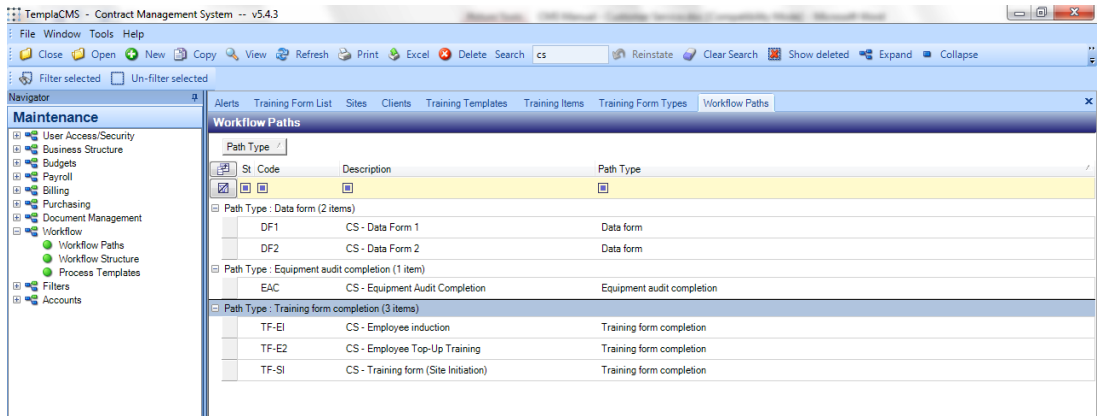 TemplaCMS - Contract Management System -- v5.4.3
File Window Tools Help
Close Open New Copy View Refresh Print Excel Delete Search cs Reinstate Clear Search Show deleted Expand Collapse
Filter selected Un-filter selected
Navigator
Maintenance
User Access/Security
Business Structure
Budgets
Payroll
Billing
Purchasing
Document Management
Workflow
Workflow Paths
Workflow Structure
Process Templates
Filters
Accounts
Alerts Training Form List Sites Clients Training Templates Training Items Training Form Types Workflow Paths
Workflow Paths
Path Type
St Code Description Path Type
Path Type : Data form (2 items)
DF1 CS - Data Form 1 Data form
DF2 CS - Data Form 2 Data form
Path Type : Equipment audit completion (1 item)
EAC CS - Equipment Audit Completion Equipment audit completion
Path Type : Training form completion (3 items)
TF-EI CS - Employee induction Training form completion
TF-E2 CS - Employee Top-Up Training Training form completion
TF-SI CS - Training form (Site Initiation) Training form completion